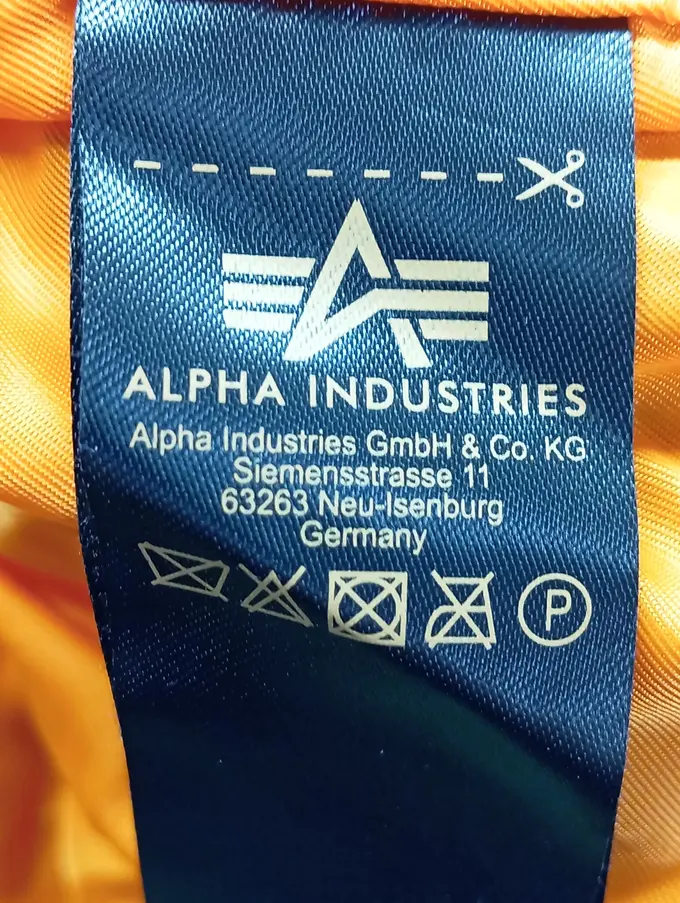 ALPHA INDUSTRIES
Alpha Industries GmbH & Co. KG
Siemensstrasse 11
63263 Neu-Isenburg
Germany
P